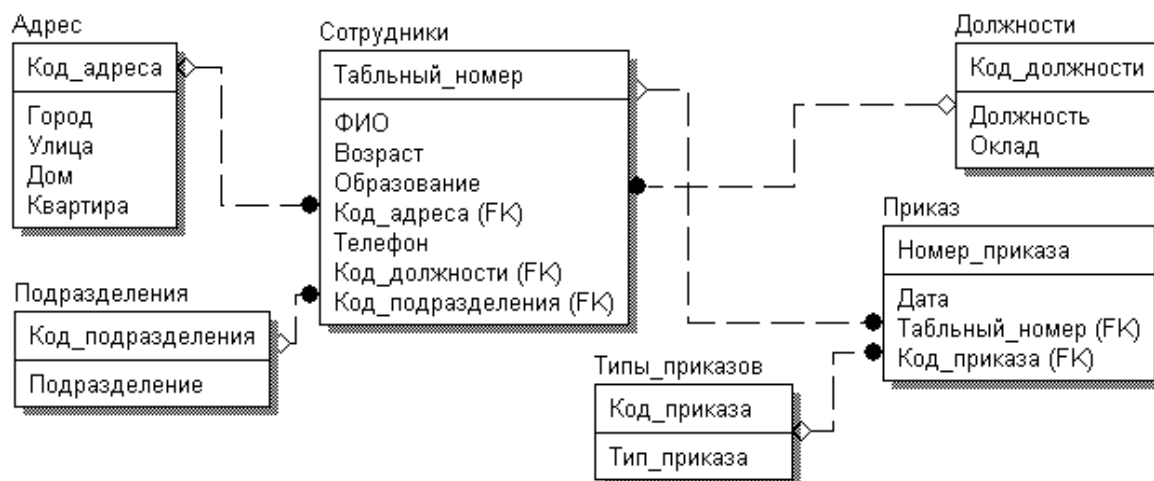 Адрес
Код_адреса
Город
Улица
Дом
Квартира
Сотрудники
Табльный_номер
ФИО
Возраст
Образование
Код_адреса (FK)
Телефон
Код_должности (FK)
Код_подразделения (FK)
Должности
Код_должности
Должность
Оклад
Подразделения
Код_подразделения
Подразделение
Приказ
Номер_приказа
Дата
Табльный_номер (FK)
Код_приказа (FK)
Типы_приказов
Код_приказа
Тип_приказа